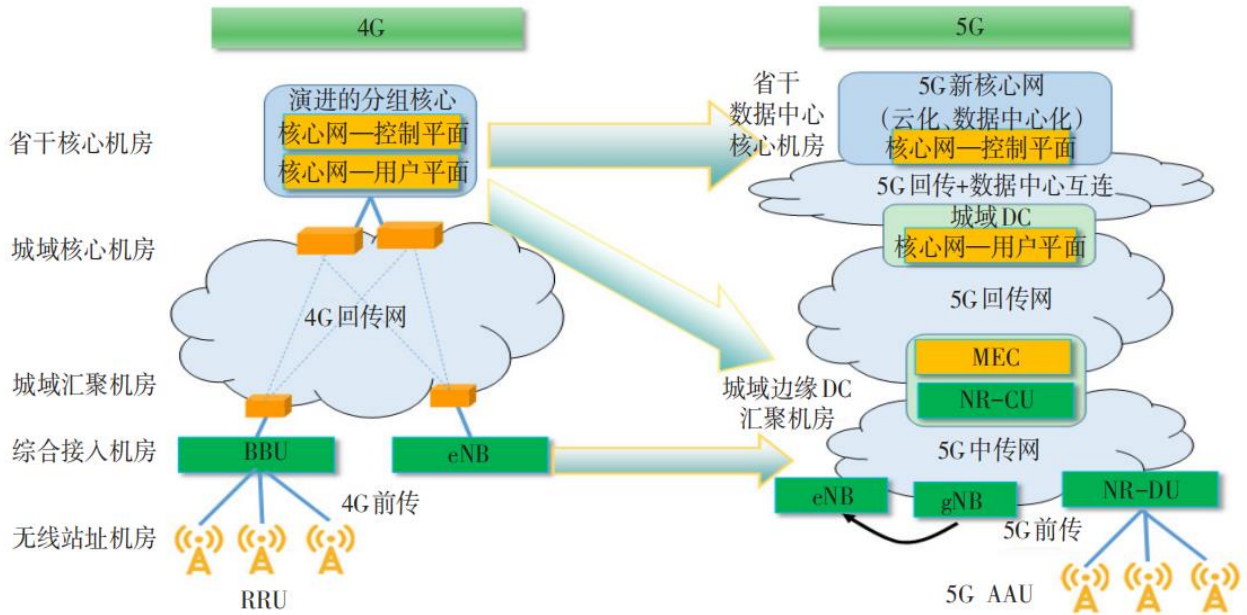 4G
5G
省干核心机房
城域核心机房
城域汇聚机房
综合接入机房
无线站址机房
演进的分组核心
核心网—控制平面
核心网—用户平面
4G回传网
BBU
eNB
4G前传
RRU
省干
数据中心
核心机房
城域边缘DC
汇聚机房
5G新核心网
（云化、数据中心化）
核心网—控制平面
5G回传+数据中心互连
城域DC
核心网—用户平面
5G回传网
MEC
NR-CU
5G中传网
eNB
gNB
NR-DU
5G前传
5G AAU